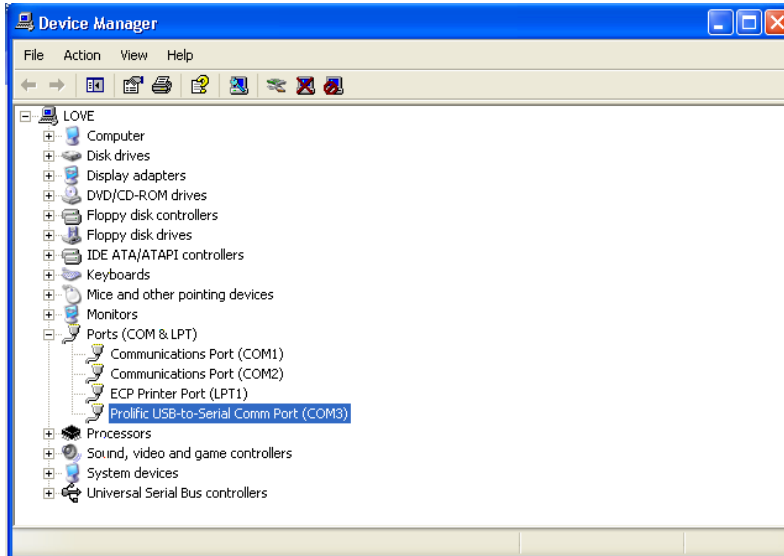 Device Manager
File Action View Help
LOVE
Computer
Disk drives
Display adapters
DVD/CD-ROM drives
Floppy disk controllers
Floppy disk drives
IDE ATA/ATAPI controllers
Keyboards
Mice and other pointing devices
Monitors
Ports (COM & LPT)
Communications Port (COM1)
Communications Port (COM2)
ECP Printer Port (LPT1)
Prolific USB-to-Serial Comm Port (COM3)
Processors
Sound, video and game controllers
System devices
Universal Serial Bus controllers